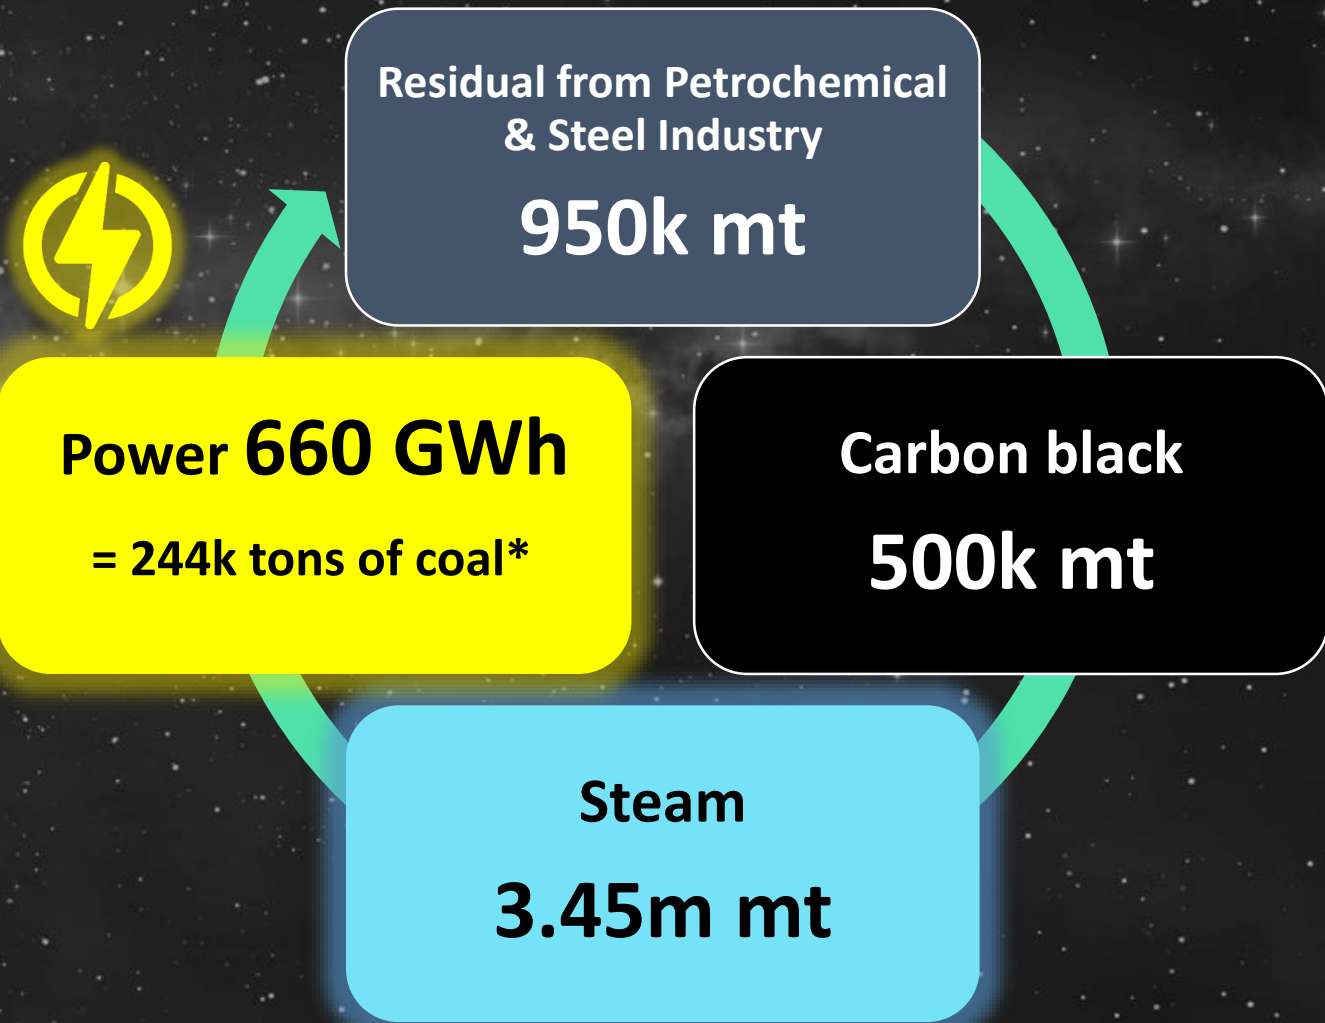 Residual from Petrochemical
& Steel Industry
950k mt
Power 660 GWh
= 244k tons of coal*
Carbon black
500k mt
Steam
3.45m mt